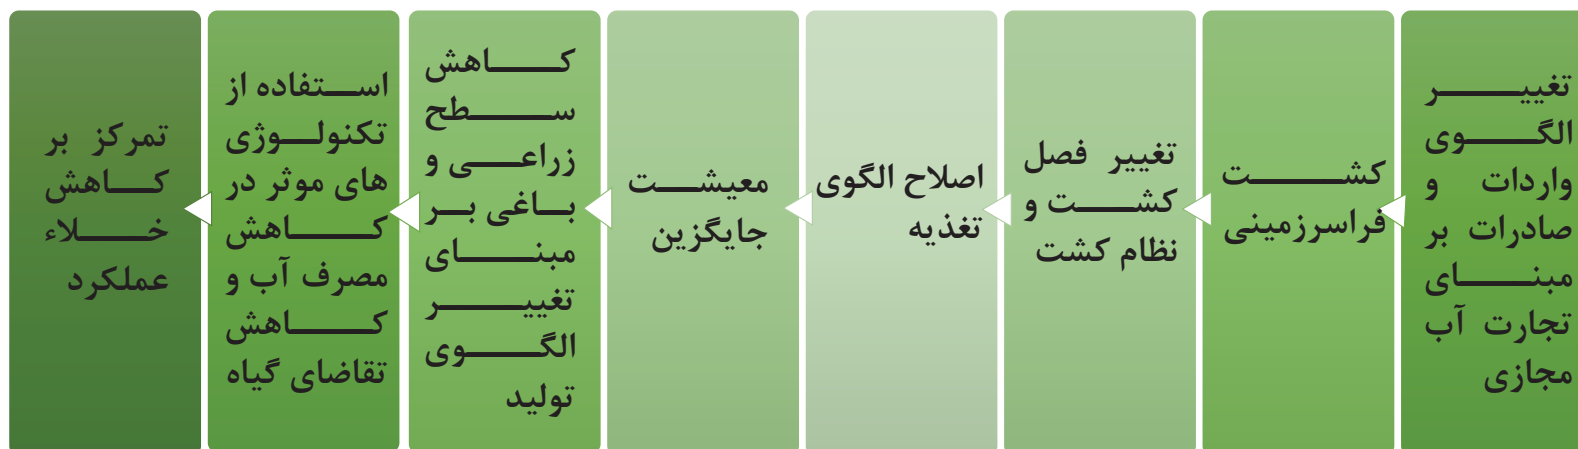 تغییر
الگوی
واردات و
صادرات بر
مبنای
تجارت آب
مجازی
کشت
فراسرزمینی
تغییر فصل
کشت و
نظام کشت
اصلاح الگوی
تغذیه
معیشت
جایگزین
کاهش
سطح
زراعی و
باغی بر
مبنای
تغییر
الگوی
تولید
استفاده از
تکنولوژی
های موثر در
کاهش
مصرف آب و
کاهش
تقاضای گیاه
تمرکز بر
کاهش
خلاء
عملکرد